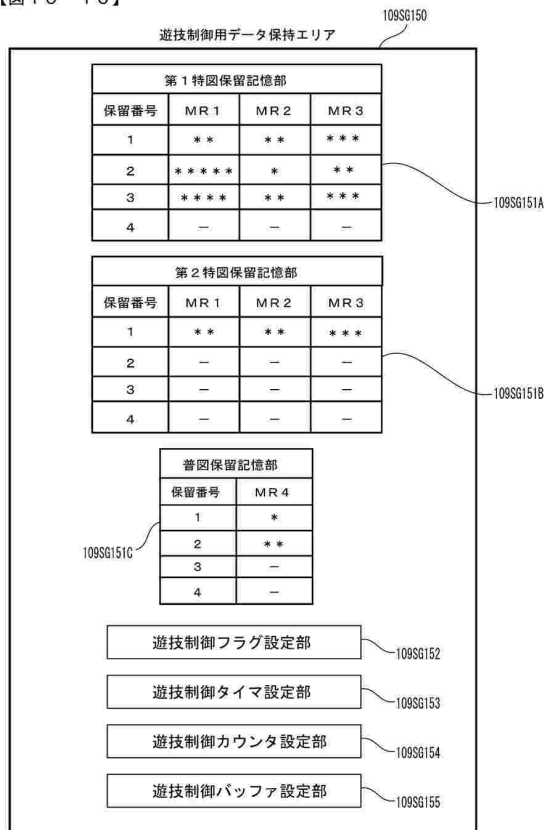 109SG150
遊技制御用データ保持エリア
第１特図保留記憶部
保留番号 ＭＲ１ ＭＲ２ ＭＲ３
１ ＊＊ ＊＊ ＊＊＊
２ ＊＊＊＊＊ ＊ ＊＊
３ ＊＊＊＊ ＊＊ ＊＊＊
４ － － －
109SG151A
第２特図保留記憶部
保留番号 ＭＲ１ ＭＲ２ ＭＲ３
１ ＊＊ ＊＊ ＊＊＊
２ － － －
３ － － －
４ － － －
109SG151B
普図保留記憶部
保留番号 ＭＲ４
１ ＊
２ ＊＊
３ －
４ －
109SG151C
遊技制御フラグ設定部 109SG152
遊技制御タイマ設定部 109SG153
遊技制御カウンタ設定部 109SG154
遊技制御バッファ設定部 109SG155